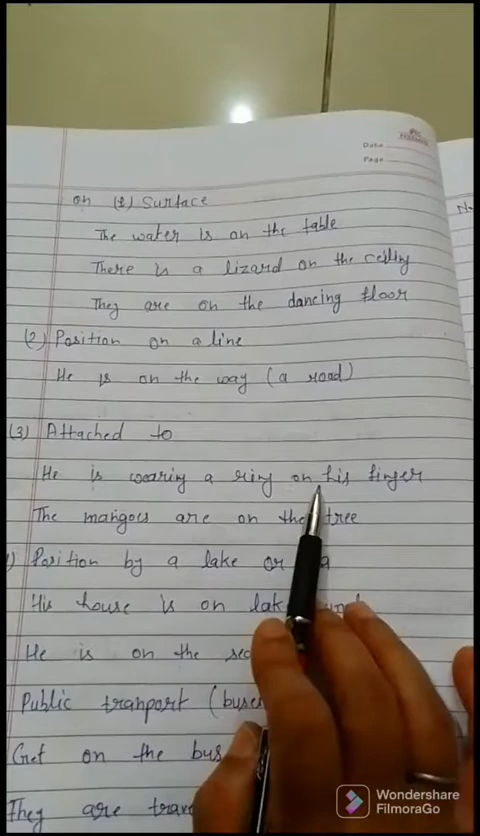 Date
Page
on (1) Surface
The water is on the table
There is a lizard on the ceiling
They are on the dancing floor
(2) Position on a line
He is on the way (a road)
(3) Attached to
He is wearing a ring on his finger
The mangoes are on the tree
Position by a lake or a
His house is on
He is on the
Public tranport (buses
Get on the bus
They are
Wondershare
FilmoraGo